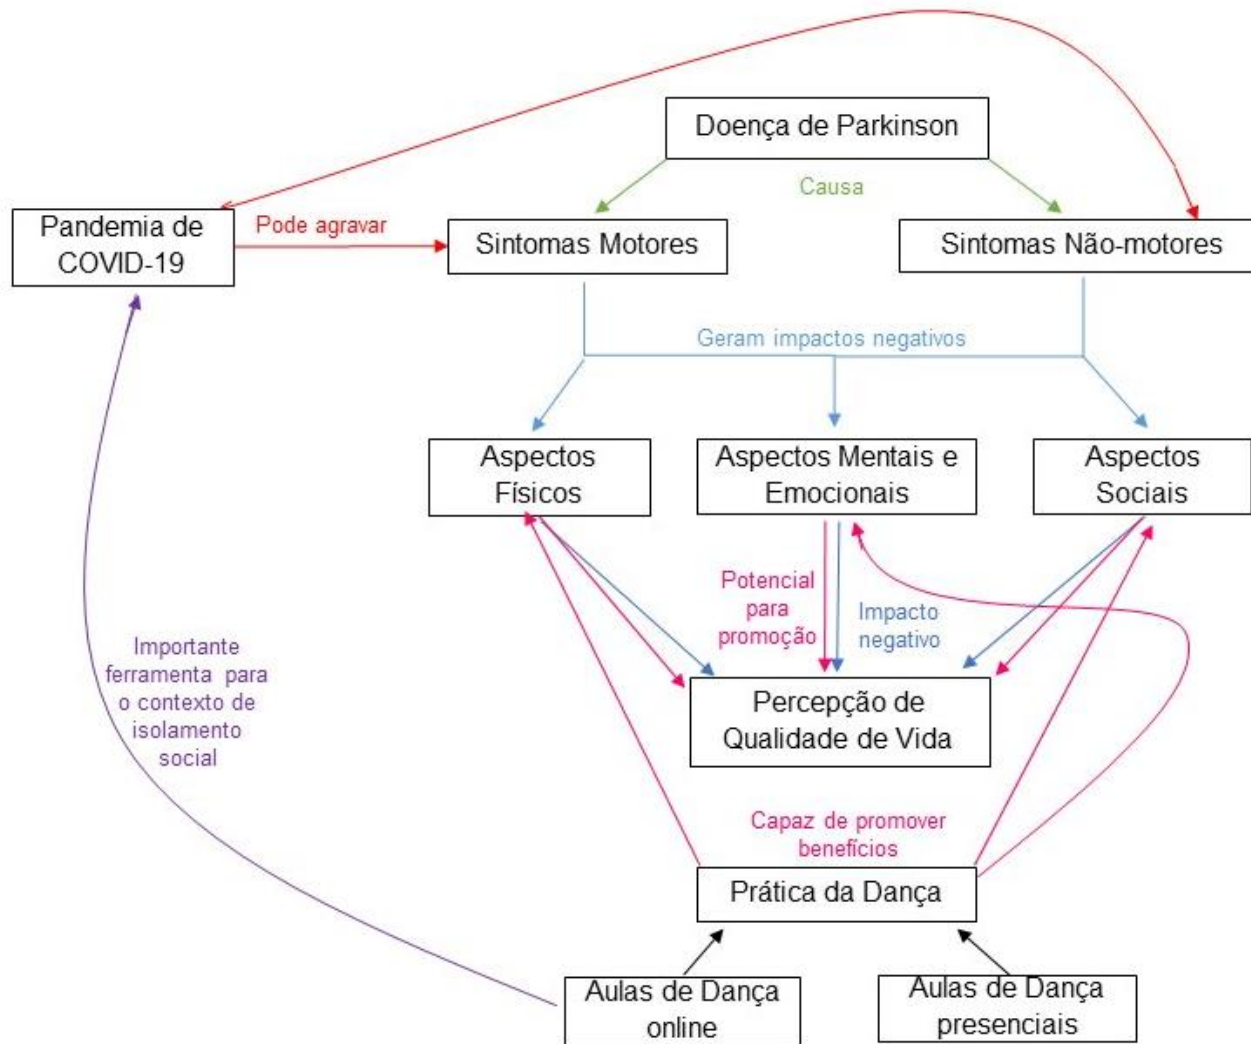 Doença de Parkinson
Causa
Pandemia de
COVID-19
Pode agravar
Sintomas Motores
Sintomas Não-motores
Geram impactos negativos
Aspectos
Físicos
Aspectos Mentais e
Emocionais
Aspectos
Sociais
Potencial
para
promoção
Impacto
negativo
Importante
ferramenta para
o contexto de
isolamento
social
Percepção de
Qualidade de Vida
Capaz de promover
benefícios
Prática da Dança
Aulas de Dança
online
Aulas de Dança
presenciais